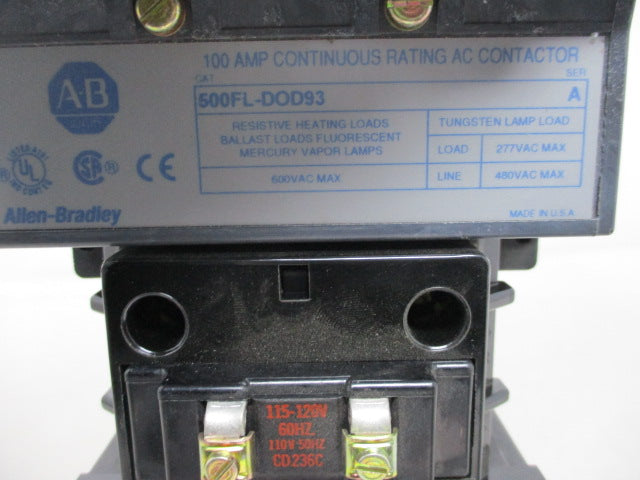 100 AMP CONTINUOUS RATING AC CONTACTOR
CAT
SER
500FL-DOD93
A
A-B
RESISTIVE HEATING LOADS
BALLAST LOADS FLUORESCENT
MERCURY VAPOR LAMPS
600VAC MAX
TUNGSTEN LAMP LOAD
LOAD
277VAC MAX
LINE
480VAC MAX
UL
SA
CE
Allen-Bradley
MADE IN U.S.A
115-120V
60HZ
110V 50HZ
CD236C